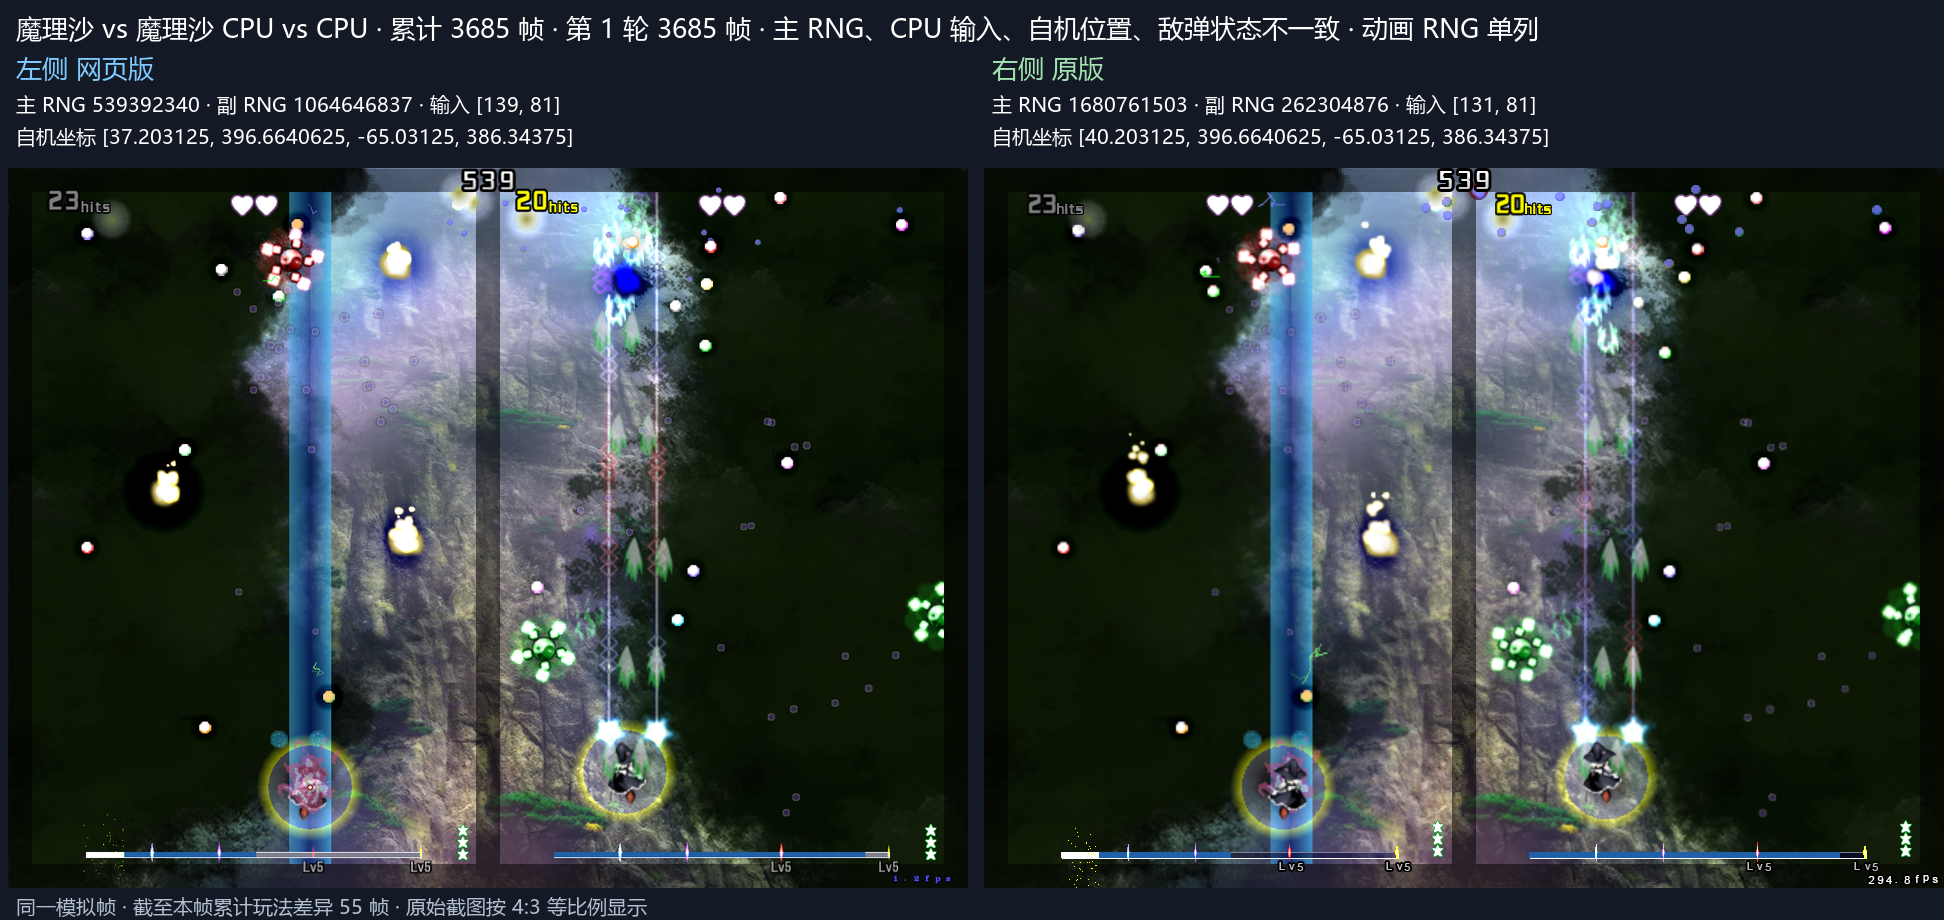 魔理沙 vs 魔理沙 CPU vs CPU · 累计 3685 帧 · 第 1 轮 3685 帧 · 主 RNG、CPU 输入、自机位置、敌弹状态不一致 · 动画 RNG 单列
左侧 网页版
主 RNG 539392340 · 副 RNG 1064646837 · 输入 [139, 81]
自机坐标 [37.203125, 396.6640625, -65.03125, 386.34375]
右侧 原版
主 RNG 1680761503 · 副 RNG 262304876 · 输入 [131, 81]
自机坐标 [40.203125, 396.6640625, -65.03125, 386.34375]
539
23hits
20hits
Lv5
Lv5
Lv5
Lv5
1.2fps
539
23hits
20hits
Lv5
Lv5
Lv5
Lv5
294.8fps
同一模拟帧 · 截至本帧累计玩法差异 55 帧 · 原始截图按 4:3 等比例显示